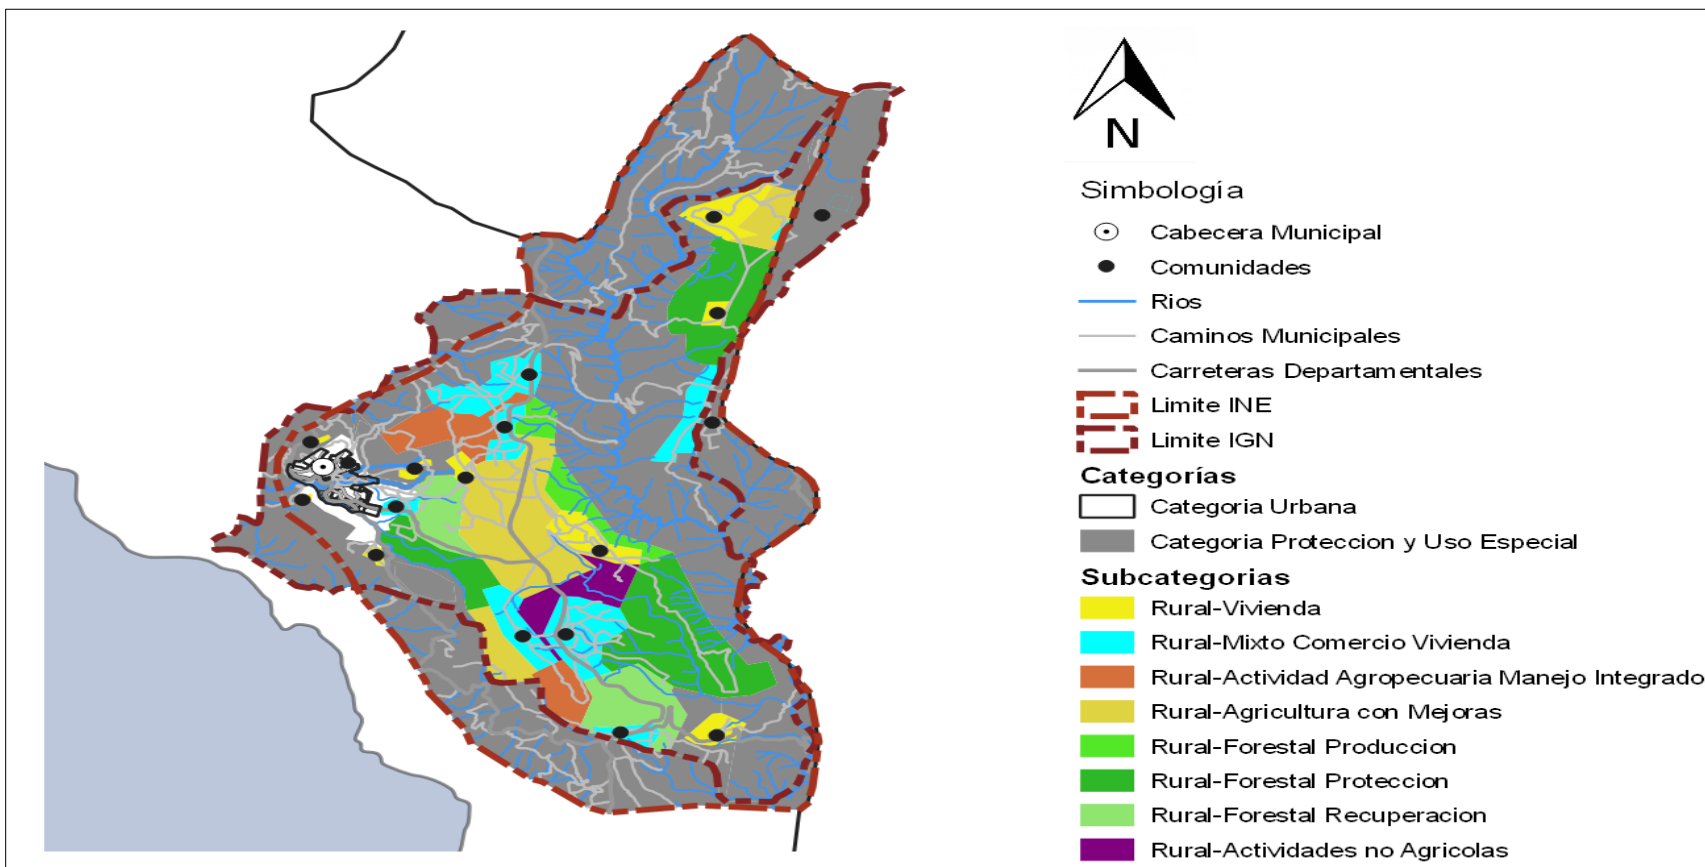 N
Simbología
Cabecera Municipal
Comunidades
Rios
Caminos Municipales
Carreteras Departamentales
Limite INE
Limite IGN
Categorías
Categoria Urbana
Categoria Proteccion y Uso Especial
Subcategorias
Rural-Vivienda
Rural-Mixto Comercio Vivienda
Rural-Actividad Agropecuaria Manejo Integrado
Rural-Agricultura con Mejoras
Rural-Forestal Produccion
Rural-Forestal Proteccion
Rural-Forestal Recuperacion
Rural-Actividades no Agricolas